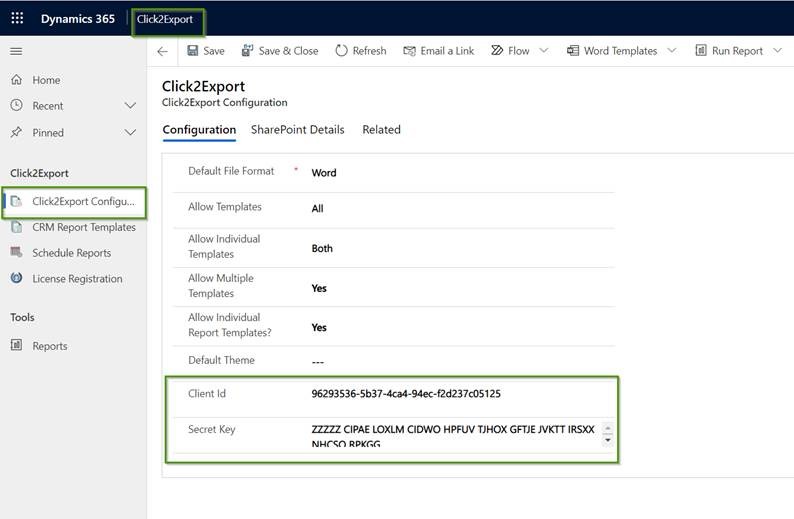 Dynamics 365 Click2Export
Save Save & Close Refresh Email a Link Flow Word Templates Run Report
Home
Recent
Pinned
Click2Export
Click2Export Configu...
CRM Report Templates
Schedule Reports
License Registration
Tools
Reports
Click2Export
Click2Export Configuration
Configuration SharePoint Details Related
Default File Format * Word
Allow Templates All
Allow Individual
Templates Both
Allow Multiple
Templates Yes
Allow Individual
Report Templates? Yes
Default Theme ---
Client Id 96293536-5b37-4ca4-94ec-f2d237c05125
Secret Key ZZZZZ CIPAE LOXLM CIDWO HPFUV TJHOX GFTJE JVKTT IRSXX
NHCSO RPKGG